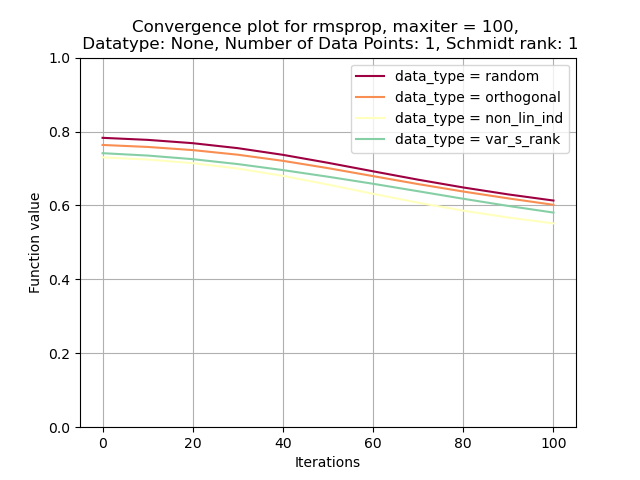 Convergence plot for rmsprop, maxiter = 100,
Datatype: None, Number of Data Points: 1, Schmidt rank: 1
data_type = random
data_type = orthogonal
data_type = non_lin_ind
data_type = var_s_rank
Function value
1.0
0.8
0.6
0.4
0.2
0.0
0 20 40 60 80 100
Iterations